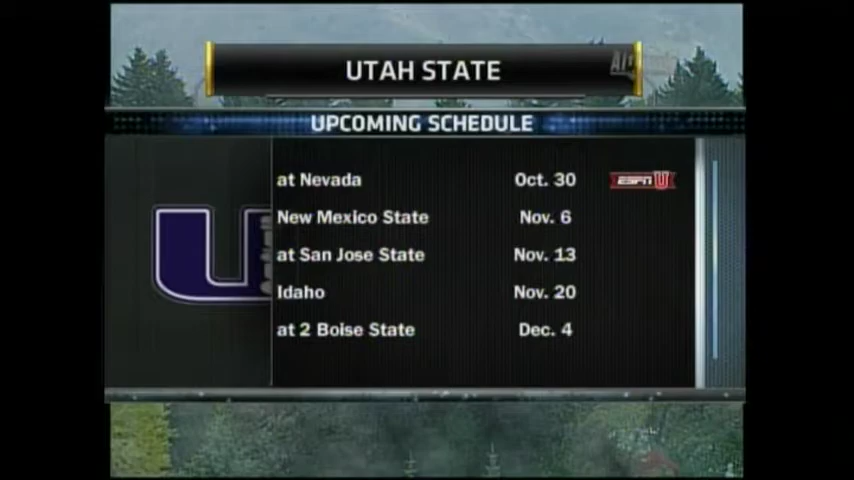 UTAH STATE
UPCOMING SCHEDULE
at Nevada Oct. 30 ESPN U
New Mexico State Nov. 6
at San Jose State Nov. 13
Idaho Nov. 20
at 2 Boise State Dec. 4
U